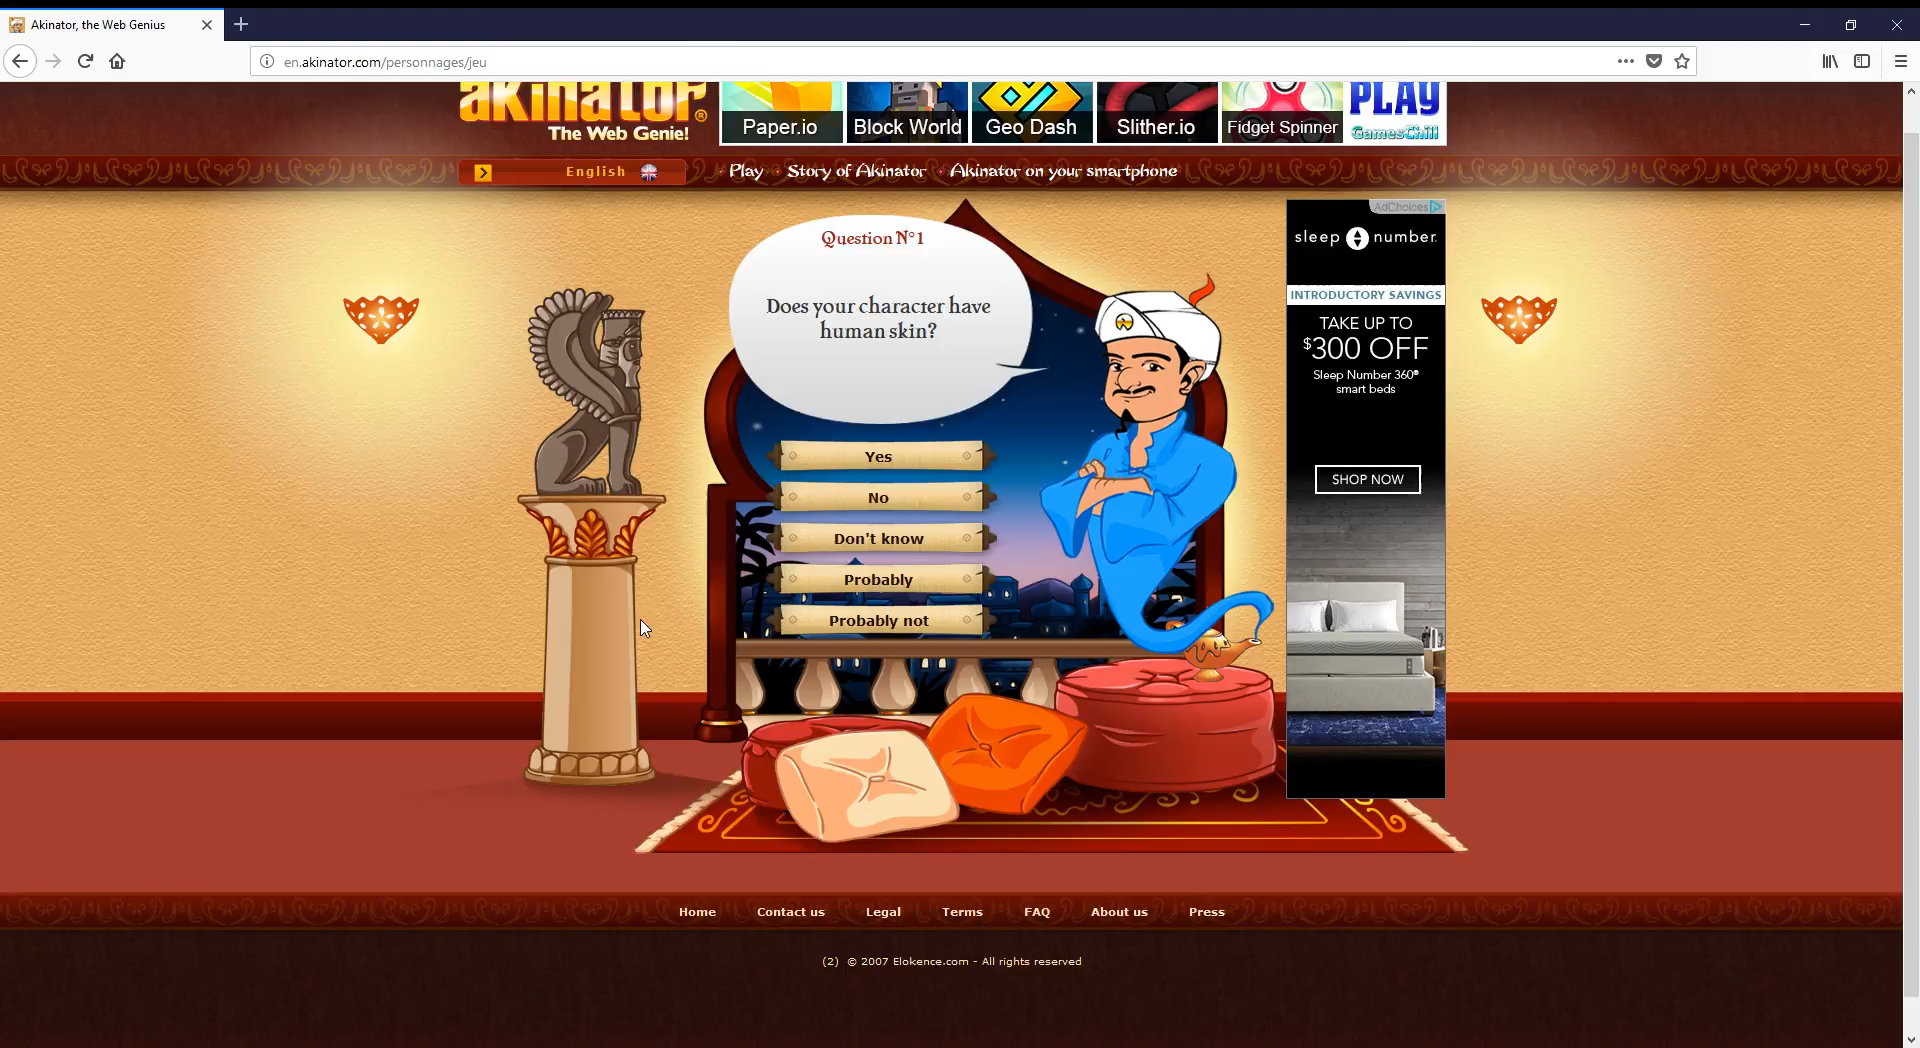 Akinator, the Web Genius
en.akinator.com/personnages/jeu
akinator®
The Web Genie!
Paper.io
Block World
Geo Dash
Slither.io
Fidget Spinner
PLAY
GamesChill
English
Play
Story of Akinator
Akinator on your smartphone
Question N°1
Does your character have
human skin?
Yes
No
Don't know
Probably
Probably not
AdChoices
sleep number
INTRODUCTORY SAVINGS
TAKE UP TO
$300 OFF
Sleep Number 360®
smart beds
SHOP NOW
Home Contact us Legal Terms FAQ About us Press
(2) © 2007 Elokence.com - All rights reserved